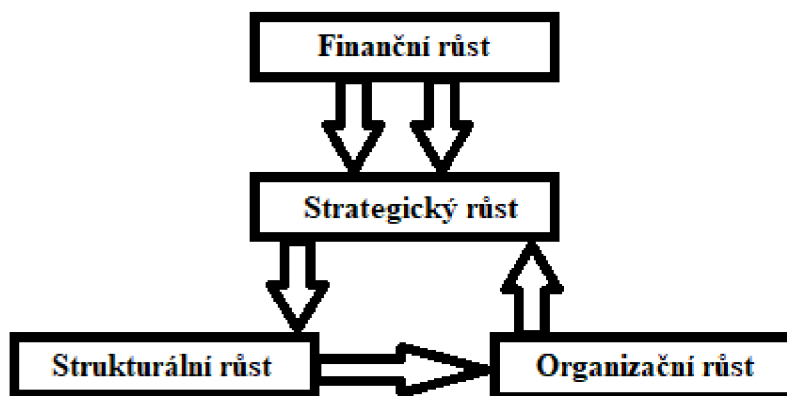 Finanční růst
Strategický růst
Strukturální růst
Organizační růst